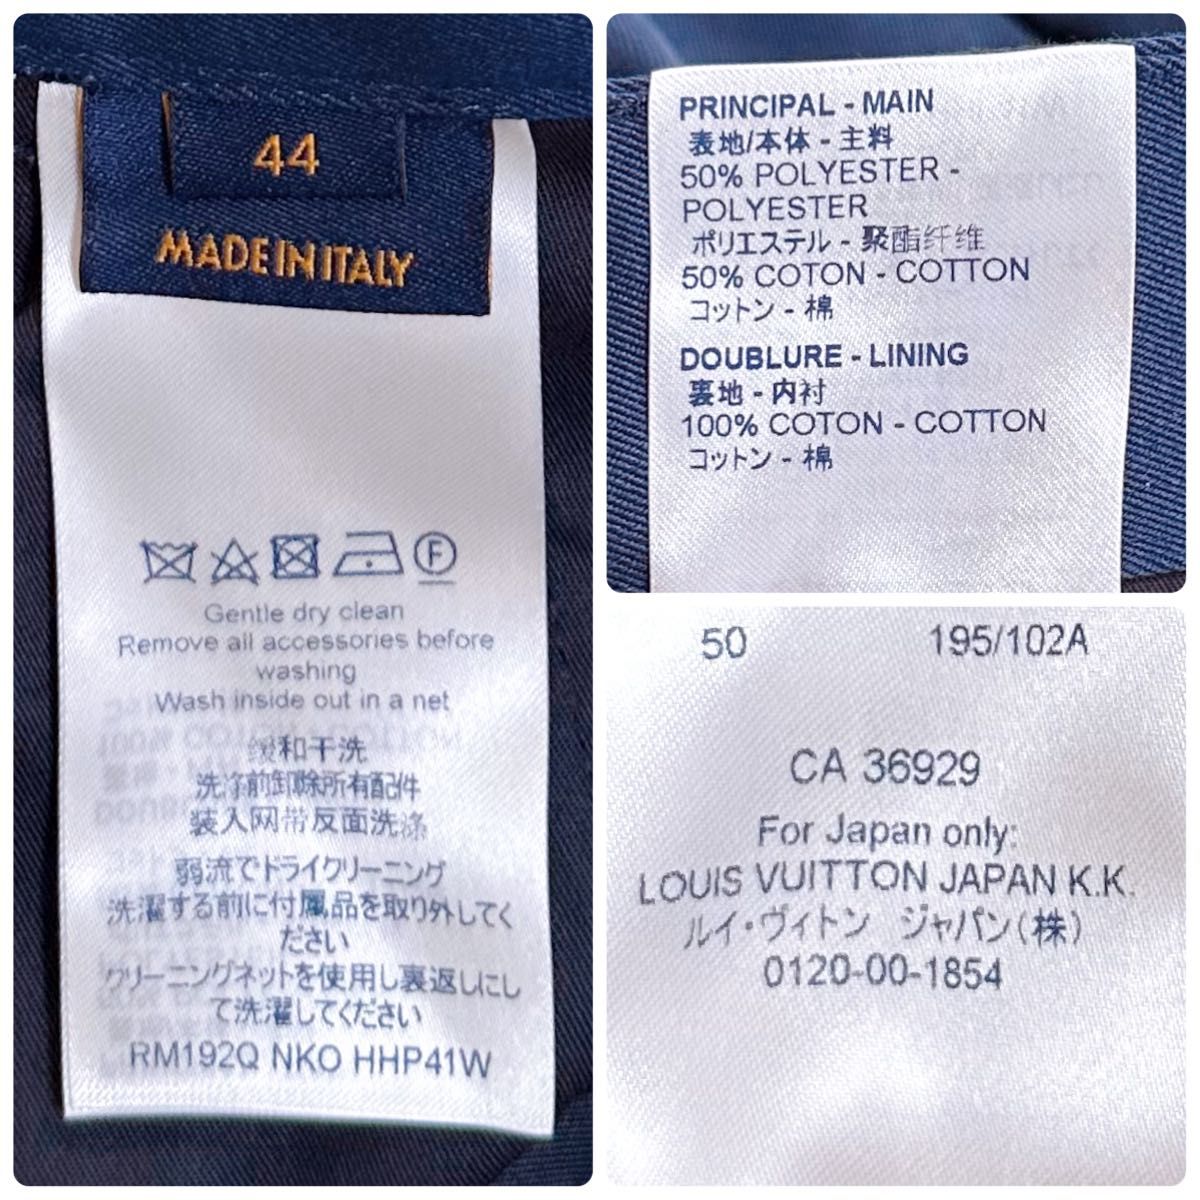 44
MADE IN ITALY
F
Gentle dry clean
Remove all accessories before
washing
Wash inside out in a net
缓和干洗
洗净前卸除所有配件
装入网带反面洗涤
弱流でドライクリーニング
洗濯する前に付属品を取り外してく
ださい
クリーニングネットを使用し裏返しにし
て洗濯してください
RM192Q NKO HHP41W
PRINCIPAL - MAIN
表地/本体 - 主料
50% POLYESTER -
POLYESTER
ポリエステル - 聚酯纤维
50% COTON - COTTON
コットン - 棉
DOUBLURE - LINING
裏地 - 内衬
100% COTON - COTTON
コットン - 棉
50 195/102A
CA 36929
For Japan only:
LOUIS VUITTON JAPAN K.K.
ルイ・ヴィトン ジャパン(株)
0120-00-1854